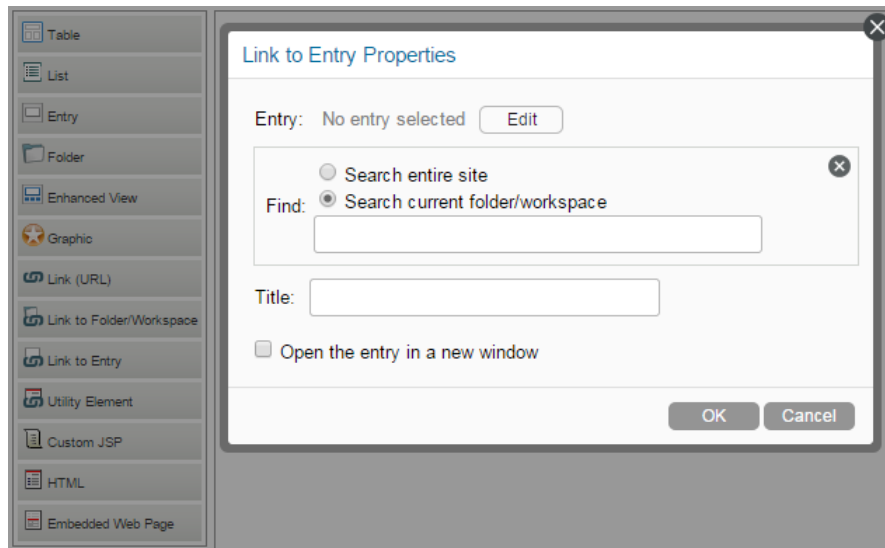 Table
List
Entry
Folder
Enhanced View
Graphic
Link (URL)
Link to Folder/Workspace
Link to Entry
Utility Element
Custom JSP
HTML
Embedded Web Page
Link to Entry Properties
Entry: No entry selected Edit
Search entire site
Find: Search current folder/workspace
Title:
Open the entry in a new window
OK Cancel